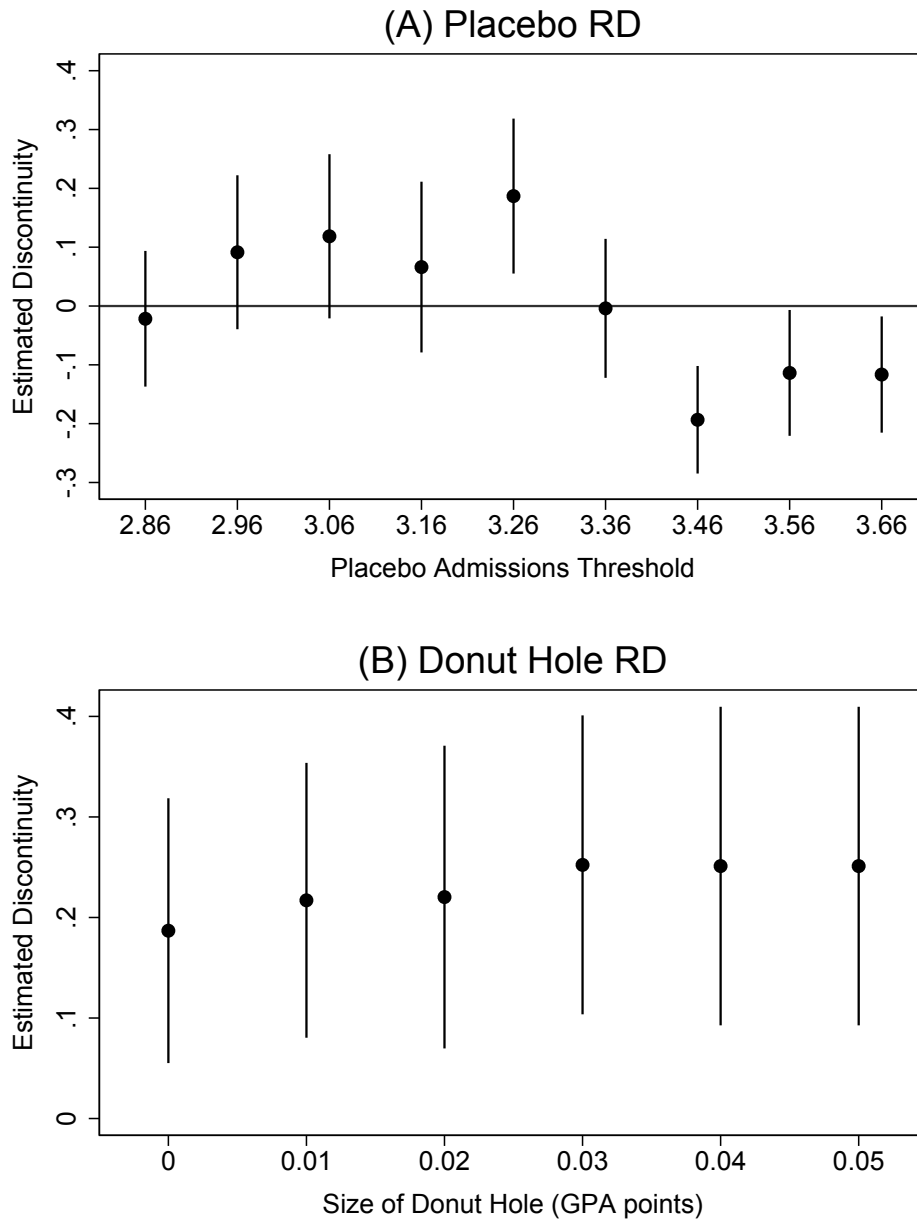 (A) Placebo RD
Estimated Discontinuity
.4
.3
.2
.1
0
-.1
-.2
-.3
2.86 2.96 3.06 3.16 3.26 3.36 3.46 3.56 3.66
Placebo Admissions Threshold
(B) Donut Hole RD
Estimated Discontinuity
.4
.3
.2
.1
0
0 0.01 0.02 0.03 0.04 0.05
Size of Donut Hole (GPA points)